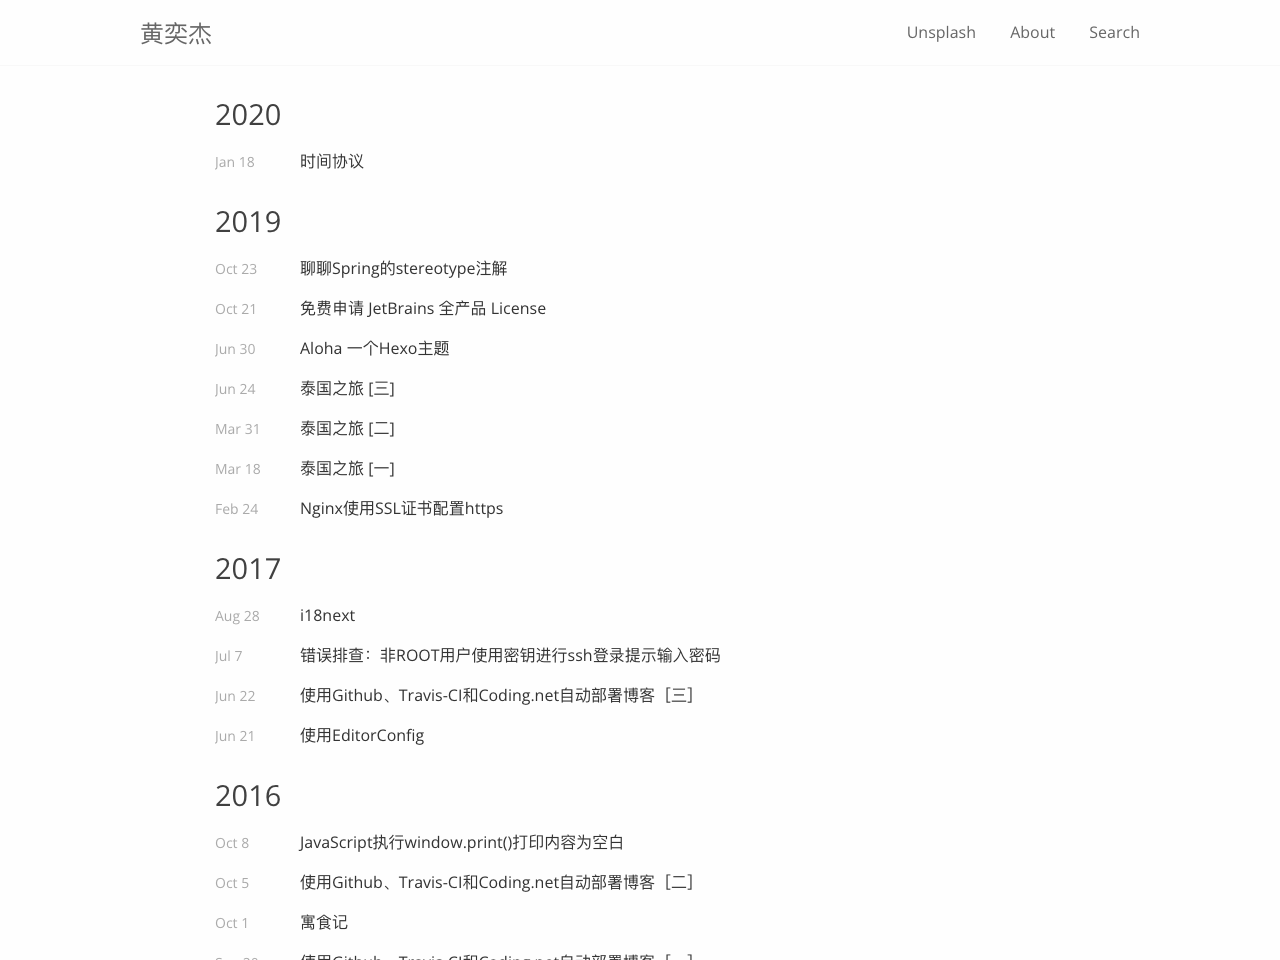 黄奕杰
Unsplash About Search
2020
Jan 18 时间协议
2019
Oct 23 聊聊Spring的stereotype注解
Oct 21 免费申请 JetBrains 全产品 License
Jun 30 Aloha 一个Hexo主题
Jun 24 泰国之旅 [三]
Mar 31 泰国之旅 [二]
Mar 18 泰国之旅 [一]
Feb 24 Nginx使用SSL证书配置https
2017
Aug 28 i18next
Jul 7 错误排查：非ROOT用户使用密钥进行ssh登录提示输入密码
Jun 22 使用Github、Travis-CI和Coding.net自动部署博客［三］
Jun 21 使用EditorConfig
2016
Oct 8 JavaScript执行window.print()打印内容为空白
Oct 5 使用Github、Travis-CI和Coding.net自动部署博客［二］
Oct 1 寓食记
使用Github、Travis-CI和Coding.net自动部署博客［一］